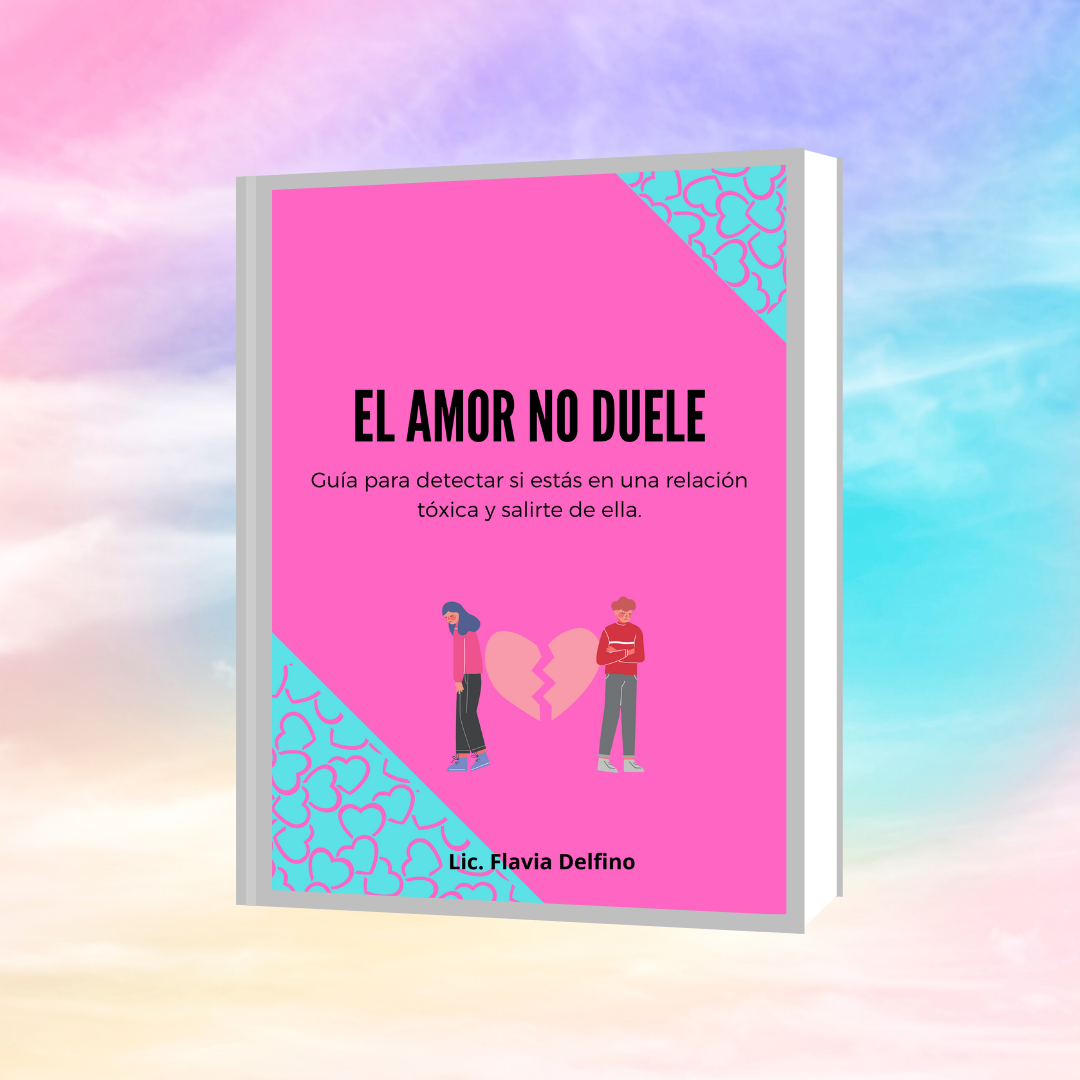 EL AMOR NO DUELE
Guía para detectar si estás en una relación
tóxica y salirte de ella.
Lic. Flavia Delfino